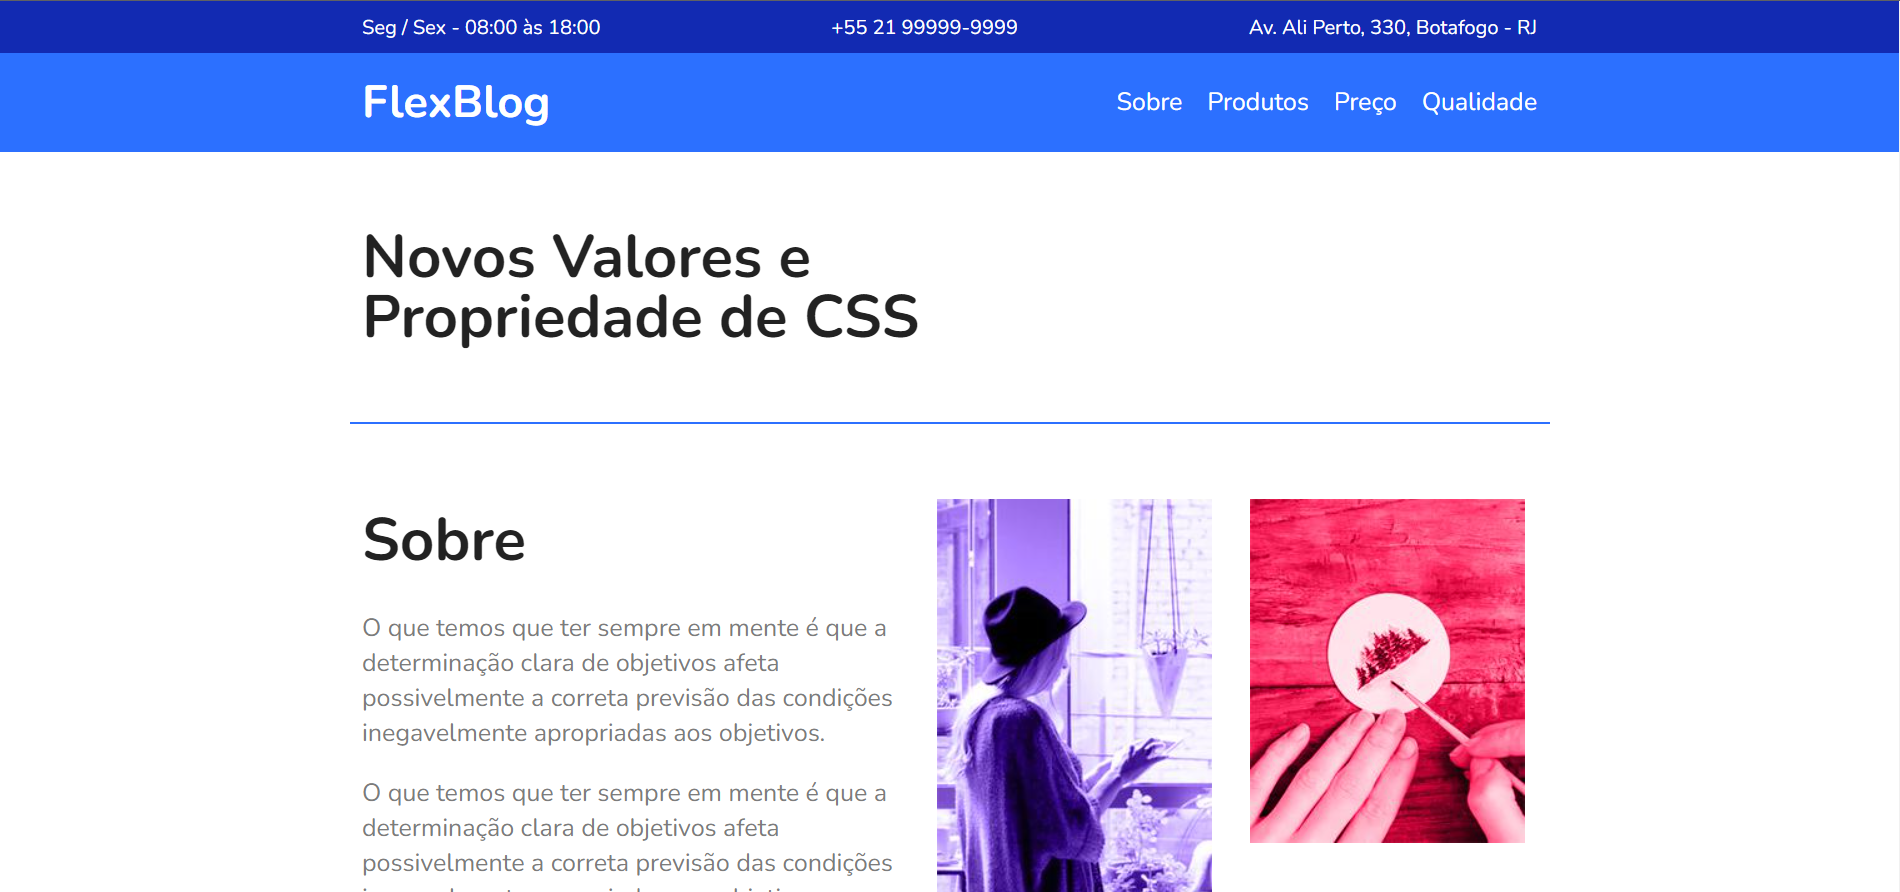 Seg / Sex - 08:00 às 18:00
+55 21 99999-9999
Av. Ali Perto, 330, Botafogo - RJ
FlexBlog
Sobre
Produtos
Preço
Qualidade
Novos Valores e
Propriedade de CSS
Sobre
O que temos que ter sempre em mente é que a
determinação clara de objetivos afeta
possivelmente a correta previsão das condições
inegavelmente apropriadas aos objetivos.
O que temos que ter sempre em mente é que a
determinação clara de objetivos afeta
possivelmente a correta previsão das condições